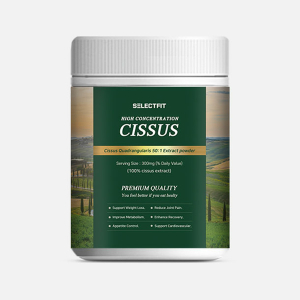 SELECTFIT
HIGH CONCENTRATION
CISSUS
Cissus Quadrangularis 50:1 Extract powder
Serving Size : 300mg (% Daily Value)
(100% cissus extract)
PREMIUM QUALITY
You feel better if you eat healty
• Support Weight Loss. • Reduce Joint Pain.
• Improve Metabolism. • Enhance Recovery.
• Appetite Control. • Support Cardiovascular.